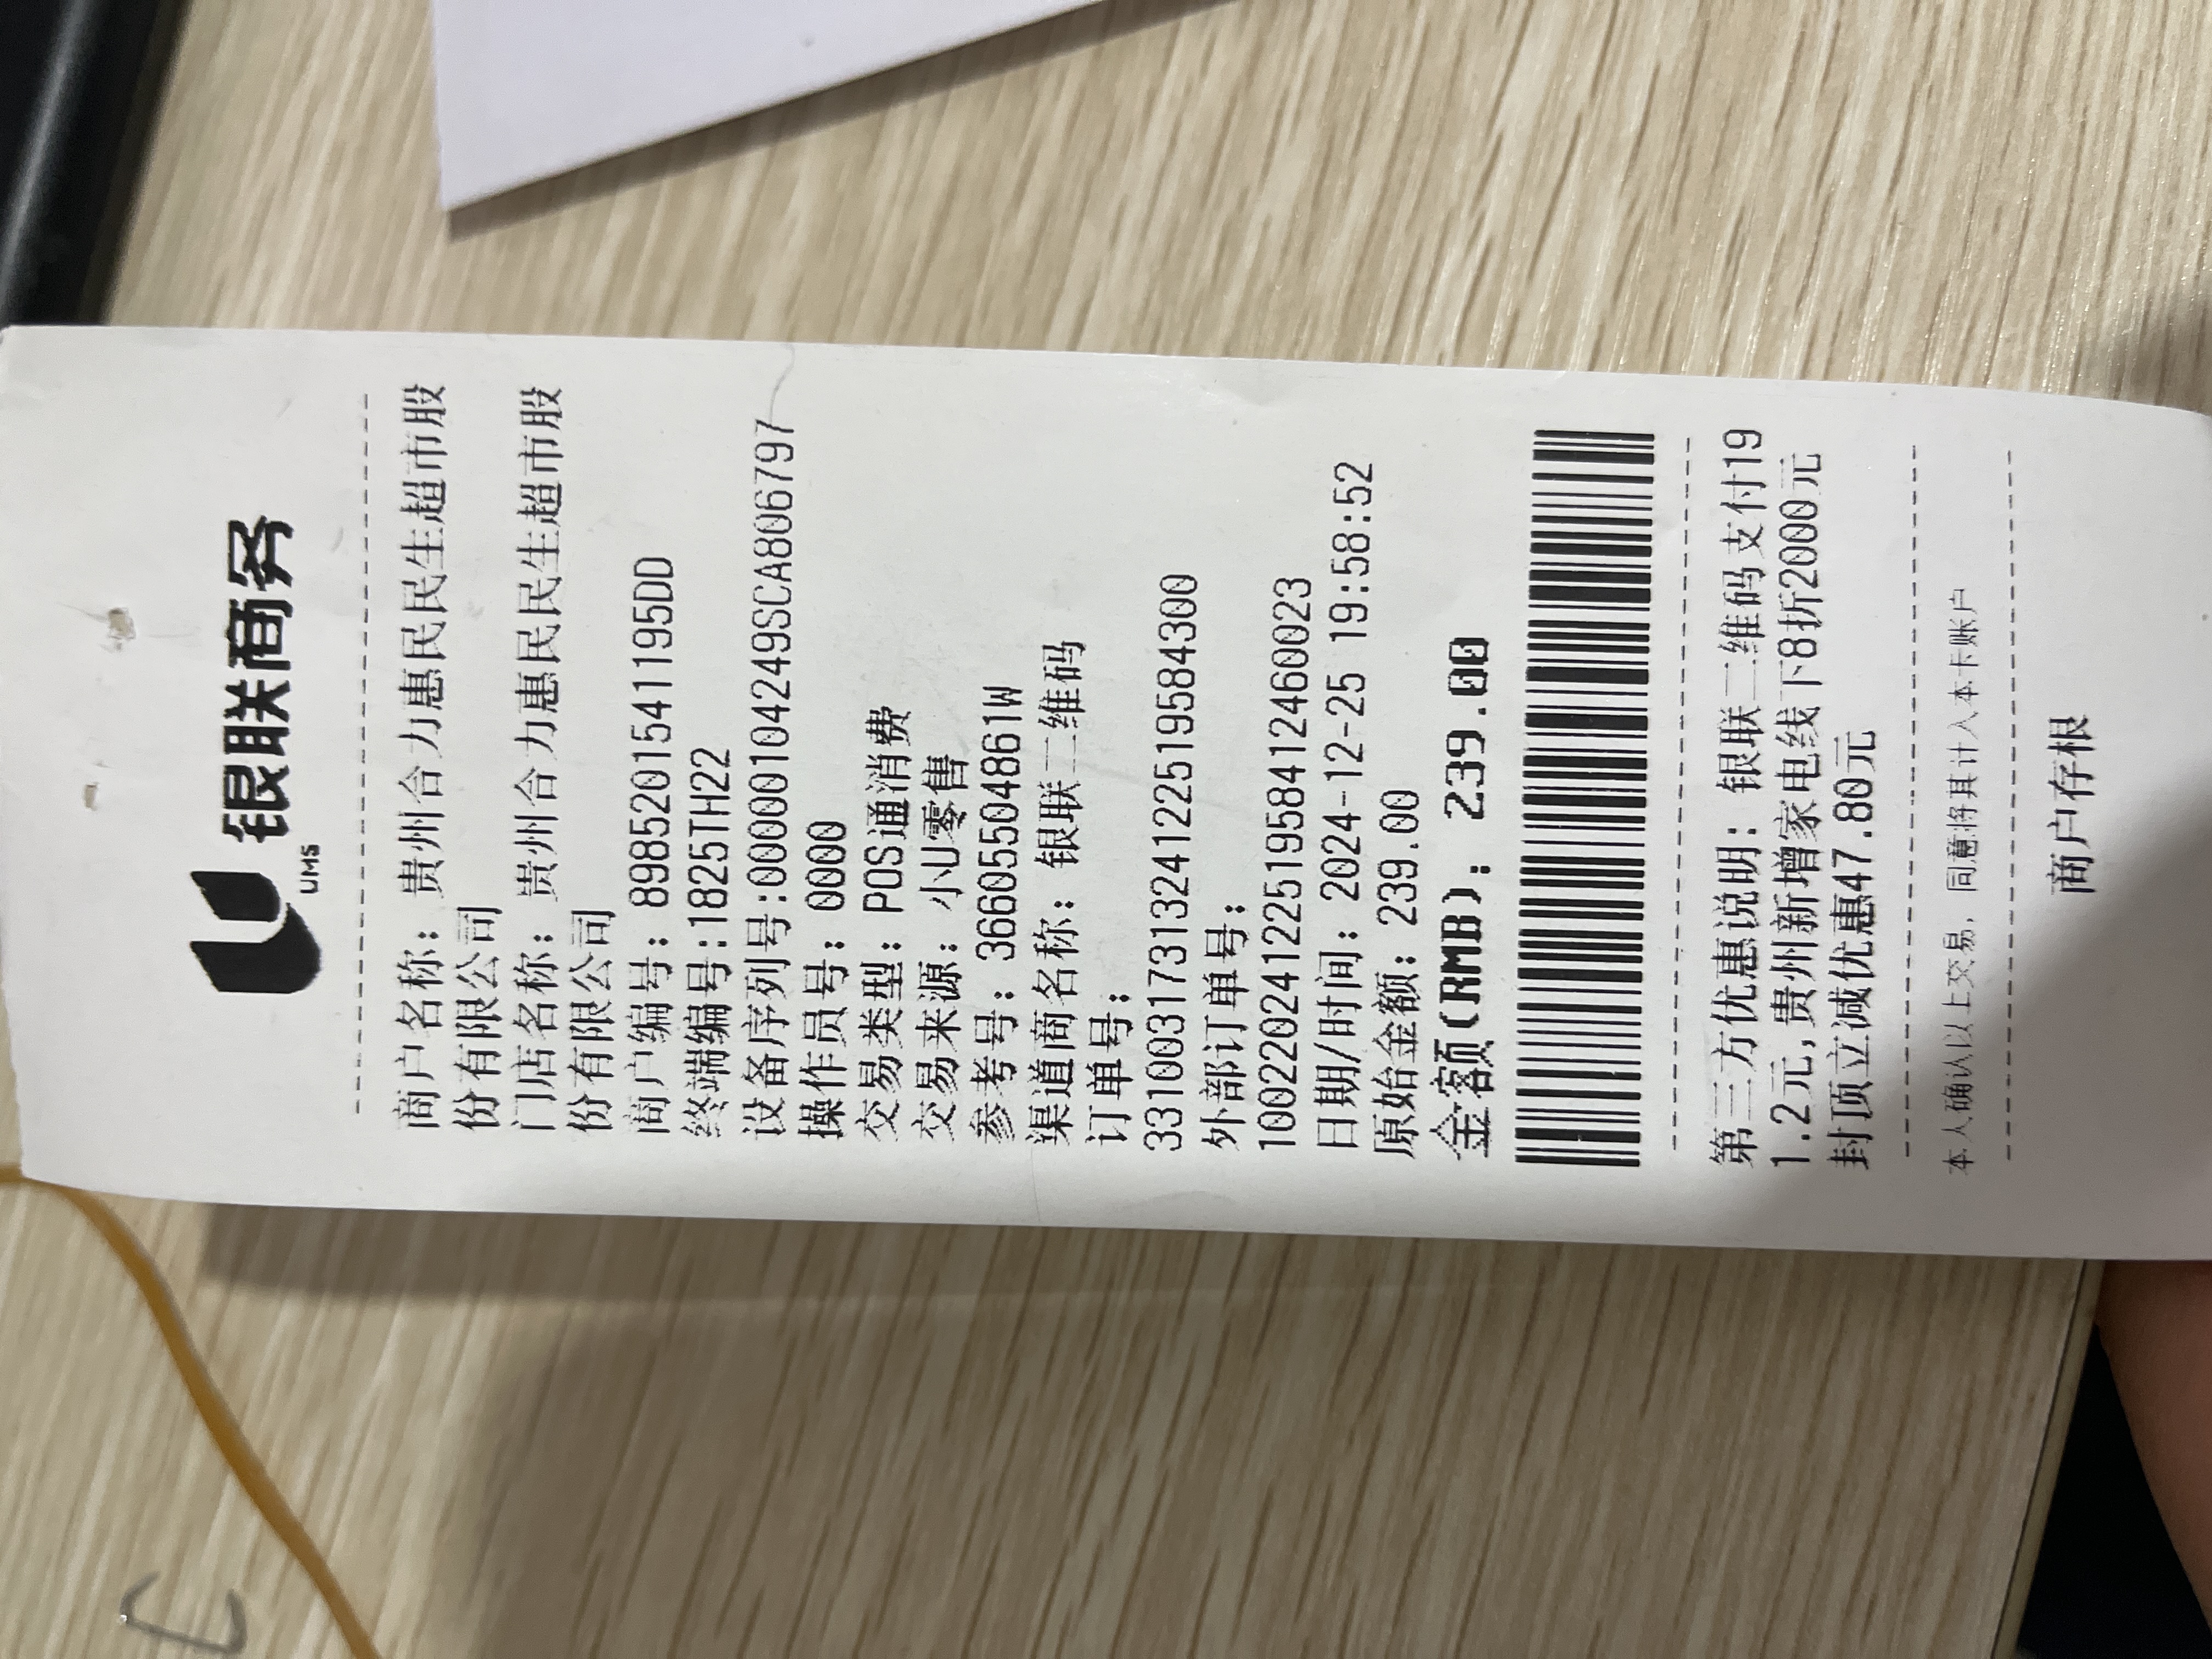 银联商务
UMS
商户名称：贵州合力惠民民生超市股
份有限公司
门店名称：贵州合力惠民民生超市股
份有限公司
商户编号：89852015411195DD
终端编号:1825TH22
设备序列号:00000104249SCA806797
操作员号：0000
交易类型：POS通消费
交易来源：小U零售
参考号：36605504861W
渠道商名称：银联二维码
订单号：
33100317313241225195843​00
外部订单号：
10022024122519584124600​23
日期/时间：2024-12-25 19:58:52
原始金额：239.00
金额(RMB)：239.00
第三方优惠说明：银联二维码支付19
1.2元,贵州新增家电线下8折2000元
封顶立减优惠47.80元
本人确认以上交易，同意将其计入本卡账户
商户存根